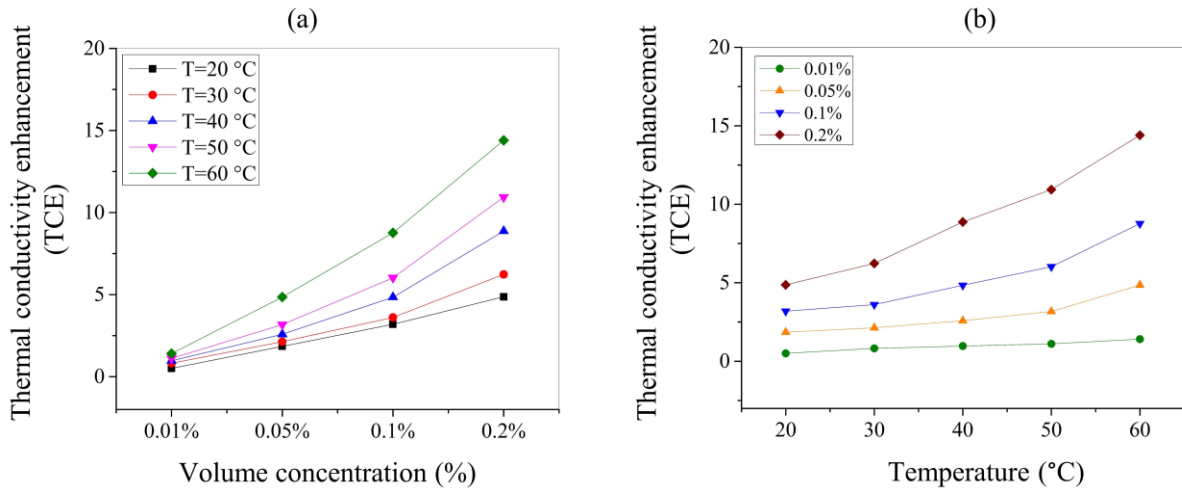 (a)
Thermal conductivity enhancement
(TCE)
20
15
10
5
0
T=20 °C
T=30 °C
T=40 °C
T=50 °C
T=60 °C
0.01%
0.05%
0.1%
0.2%
Volume concentration (%)
(b)
Thermal conductivity enhancement
(TCE)
20
15
10
5
0
0.01%
0.05%
0.1%
0.2%
20
30
40
50
60
Temperature (°C)